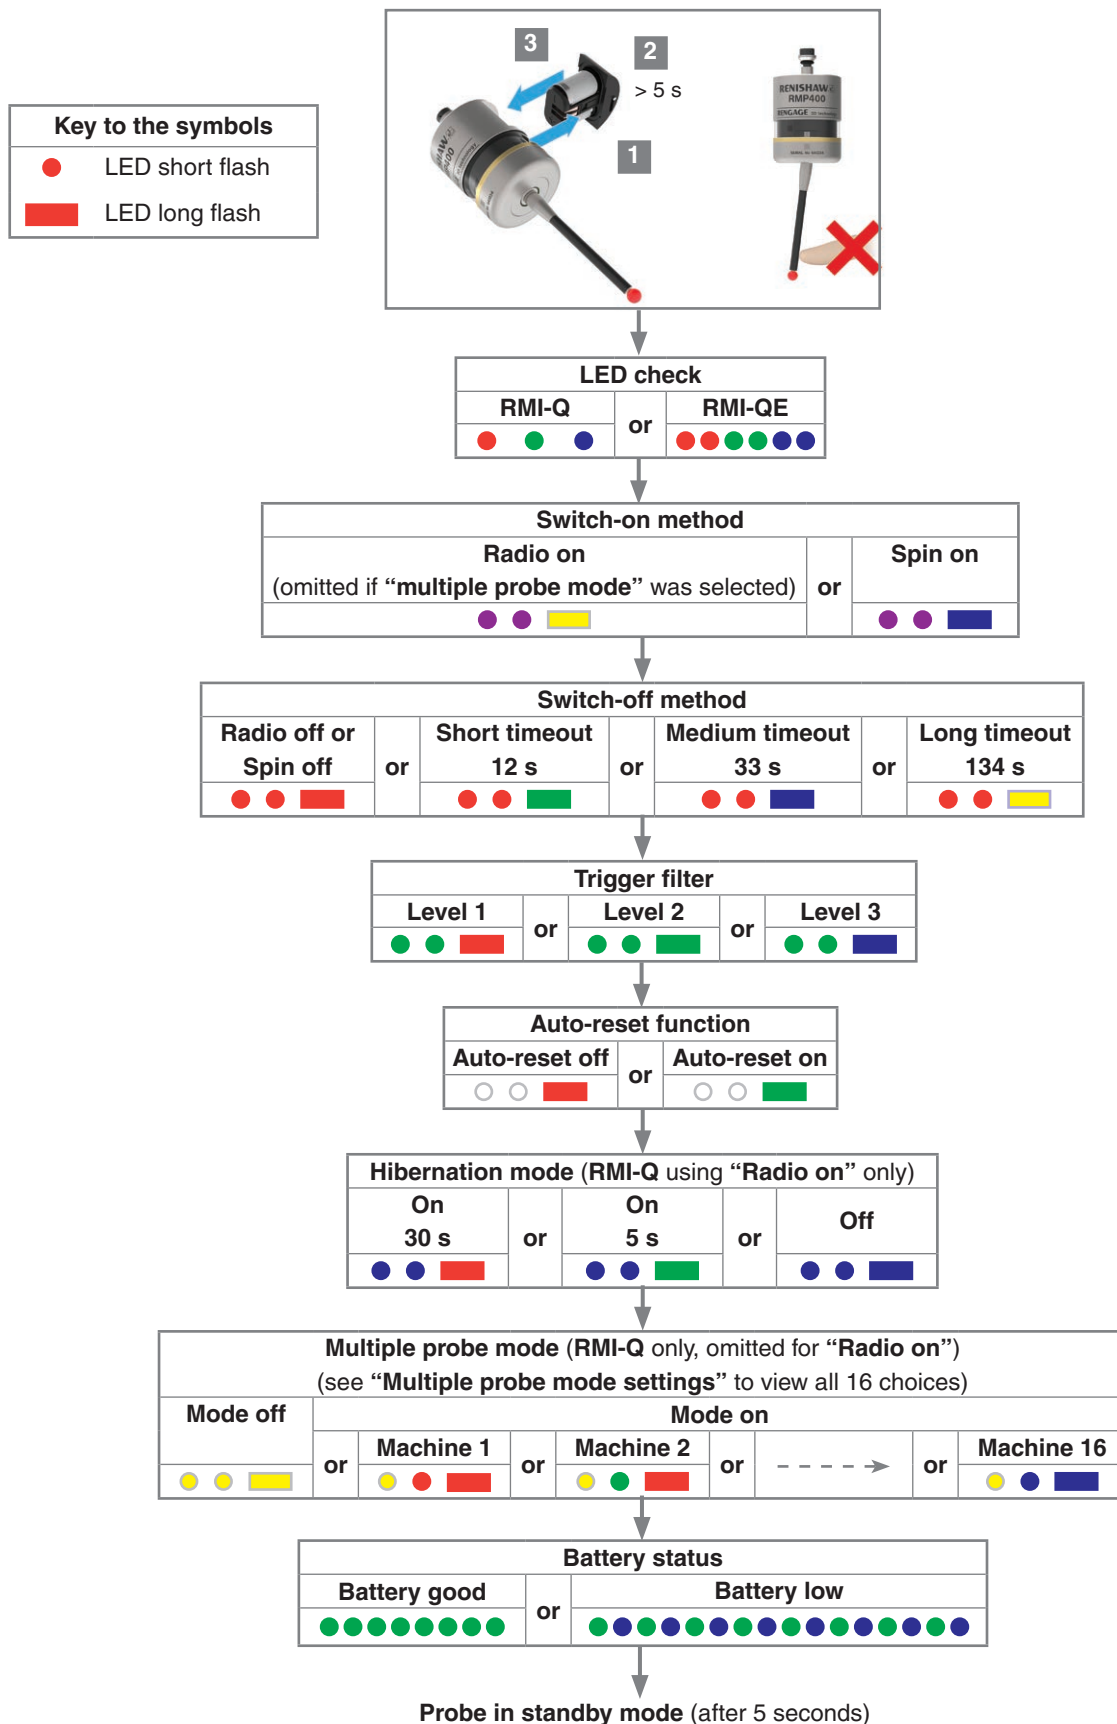 3
2
> 5 s
1
RENISHAW
RMP400
RENGAGE
RENISHAW
Key to the symbols
LED short flash
LED long flash
LED check
RMI-Q
or
RMI-QE
Switch-on method
Radio on
(omitted if “multiple probe mode” was selected)
or
Spin on
Switch-off method
Radio off or
Spin off
or
Short timeout
12 s
or
Medium timeout
33 s
or
Long timeout
134 s
Trigger filter
Level 1
or
Level 2
or
Level 3
Auto-reset function
Auto-reset off
or
Auto-reset on
Hibernation mode (RMI-Q using “Radio on” only)
On
30 s
or
On
5 s
or
Off
Multiple probe mode (RMI-Q only, omitted for “Radio on”)
(see “Multiple probe mode settings” to view all 16 choices)
Mode off
Mode on
or
Machine 1
or
Machine 2
or
or
Machine 16
Battery status
Battery good
or
Battery low
Probe in standby mode (after 5 seconds)